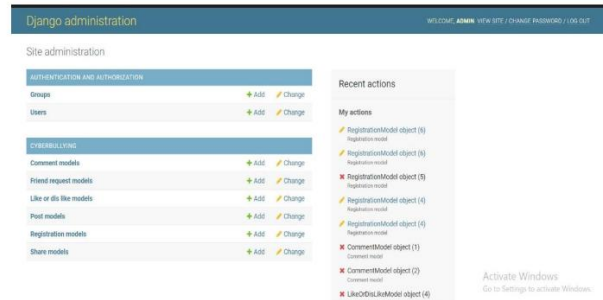 Django administration
WELCOME, ADMIN VIEW SITE / CHANGE PASSWORD / LOG OUT
Site administration
AUTHENTICATION AND AUTHORIZATION
Groups + Add Change
Users + Add Change
CYBERBULLYING
Comment models + Add Change
Friend request models + Add Change
Like or dis like models + Add Change
Post models + Add Change
Registration models + Add Change
Share models + Add Change
Recent actions
My actions
RegistrationModel object (6)
Registration model
RegistrationModel object (6)
Registration model
RegistrationModel object (5)
Registration model
RegistrationModel object (4)
Registration model
RegistrationModel object (4)
Registration model
CommentModel object (1)
Comment model
CommentModel object (2)
Comment model
LikeOrDisLikeModel object (4)
Activate Windows
Go to Settings to activate Windows.